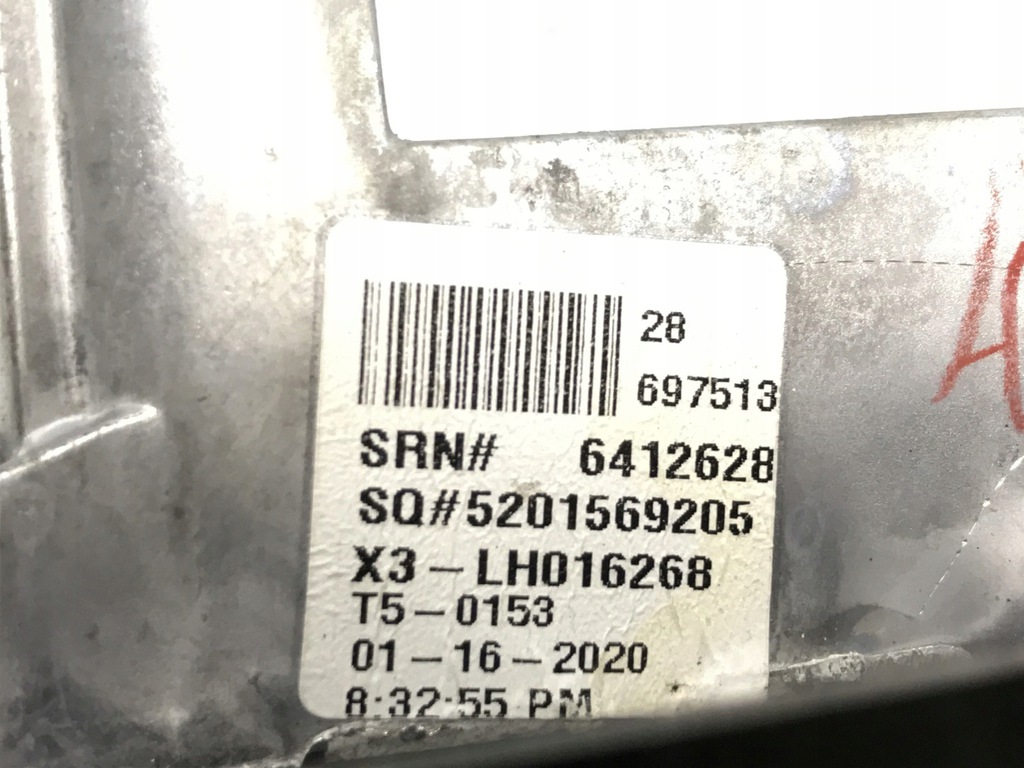 28
697513
SRN# 6412628
SQ#5201569205
X3-LH016268
T5-0153
01-16-2020
8:32:55 PM